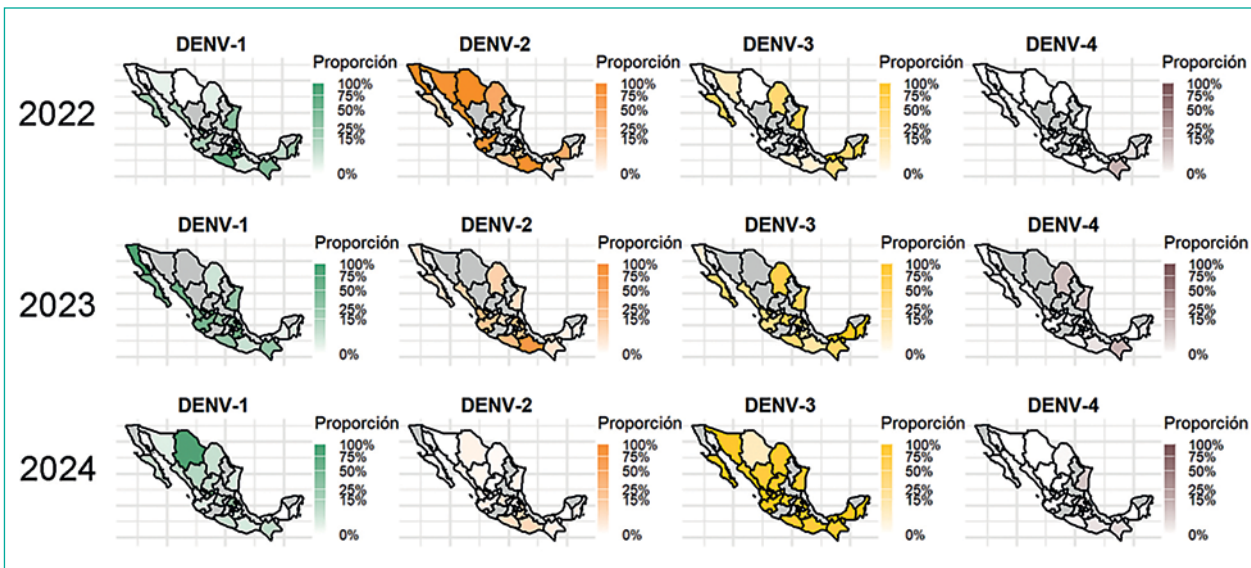 DENV-1 DENV-2 DENV-3 DENV-4
Proporción Proporción Proporción Proporción
2022
100% 100% 100% 100%
75% 75% 75% 75%
50% 50% 50% 50%
25% 25% 25% 25%
15% 15% 15% 15%
0% 0% 0% 0%
DENV-1 DENV-2 DENV-3 DENV-4
Proporción Proporción Proporción Proporción
2023
100% 100% 100% 100%
75% 75% 75% 75%
50% 50% 50% 50%
25% 25% 25% 25%
15% 15% 15% 15%
0% 0% 0% 0%
DENV-1 DENV-2 DENV-3 DENV-4
Proporción Proporción Proporción Proporción
2024
100% 100% 100% 100%
75% 75% 75% 75%
50% 50% 50% 50%
25% 25% 25% 25%
15% 15% 15% 15%
0% 0% 0% 0%